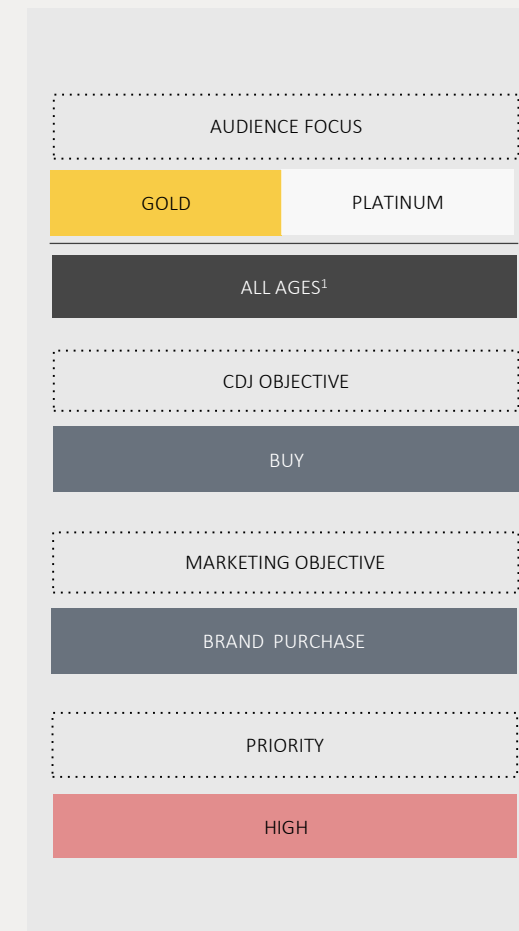 AUDIENCE FOCUS
GOLD PLATINUM
ALL AGES¹
CDJ OBJECTIVE
BUY
MARKETING OBJECTIVE
BRAND PURCHASE
PRIORITY
HIGH